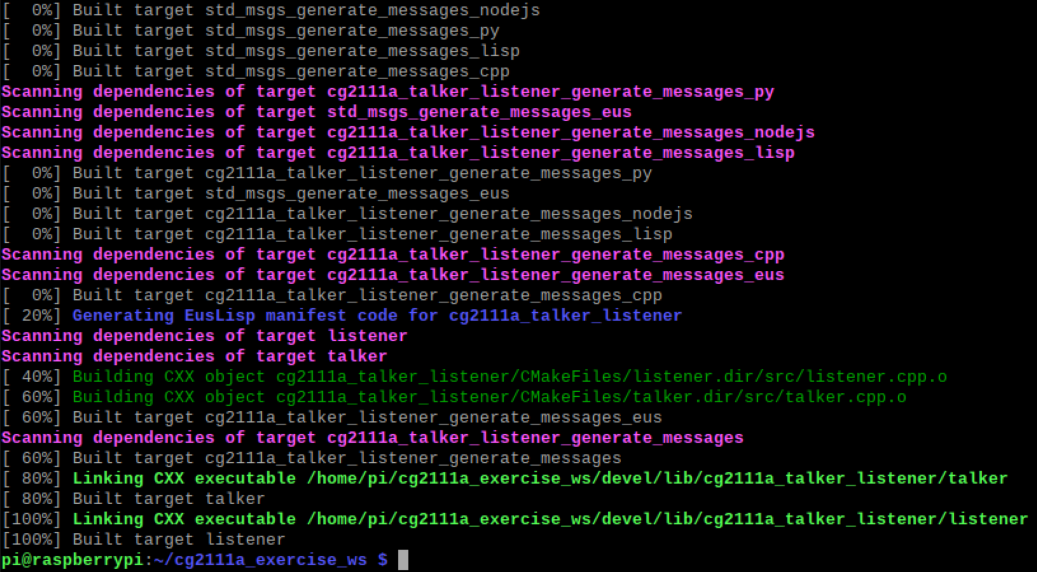 [  0%] Built target std_msgs_generate_messages_nodejs
[  0%] Built target std_msgs_generate_messages_py
[  0%] Built target std_msgs_generate_messages_lisp
[  0%] Built target std_msgs_generate_messages_cpp
Scanning dependencies of target cg2111a_talker_listener_generate_messages_py
Scanning dependencies of target std_msgs_generate_messages_eus
Scanning dependencies of target cg2111a_talker_listener_generate_messages_nodejs
Scanning dependencies of target cg2111a_talker_listener_generate_messages_lisp
[  0%] Built target cg2111a_talker_listener_generate_messages_py
[  0%] Built target std_msgs_generate_messages_eus
[  0%] Built target cg2111a_talker_listener_generate_messages_nodejs
[  0%] Built target cg2111a_talker_listener_generate_messages_lisp
Scanning dependencies of target cg2111a_talker_listener_generate_messages_cpp
Scanning dependencies of target cg2111a_talker_listener_generate_messages_eus
[  0%] Built target cg2111a_talker_listener_generate_messages_cpp
[ 20%] Generating EusLisp manifest code for cg2111a_talker_listener
Scanning dependencies of target listener
Scanning dependencies of target talker
[ 40%] Building CXX object cg2111a_talker_listener/CMakeFiles/listener.dir/src/listener.cpp.o
[ 60%] Building CXX object cg2111a_talker_listener/CMakeFiles/talker.dir/src/talker.cpp.o
[ 60%] Built target cg2111a_talker_listener_generate_messages_eus
Scanning dependencies of target cg2111a_talker_listener_generate_messages
[ 60%] Built target cg2111a_talker_listener_generate_messages
[ 80%] Linking CXX executable /home/pi/cg2111a_exercise_ws/devel/lib/cg2111a_talker_listener/talker
[ 80%] Built target talker
[100%] Linking CXX executable /home/pi/cg2111a_exercise_ws/devel/lib/cg2111a_talker_listener/listener
[100%] Built target listener
pi@raspberrypi:~/cg2111a_exercise_ws $